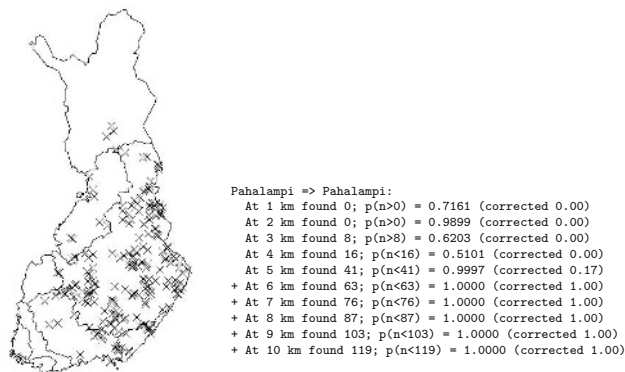 Pahalampi => Pahalampi:
At 1 km found 0; p(n>0) = 0.7161 (corrected 0.00)
At 2 km found 0; p(n>0) = 0.9899 (corrected 0.00)
At 3 km found 8; p(n>8) = 0.6203 (corrected 0.00)
At 4 km found 16; p(n<16) = 0.5101 (corrected 0.00)
At 5 km found 41; p(n<41) = 0.9997 (corrected 0.17)
+ At 6 km found 63; p(n<63) = 1.0000 (corrected 1.00)
+ At 7 km found 76; p(n<76) = 1.0000 (corrected 1.00)
+ At 8 km found 87; p(n<87) = 1.0000 (corrected 1.00)
+ At 9 km found 103; p(n<103) = 1.0000 (corrected 1.00)
+ At 10 km found 119; p(n<119) = 1.0000 (corrected 1.00)